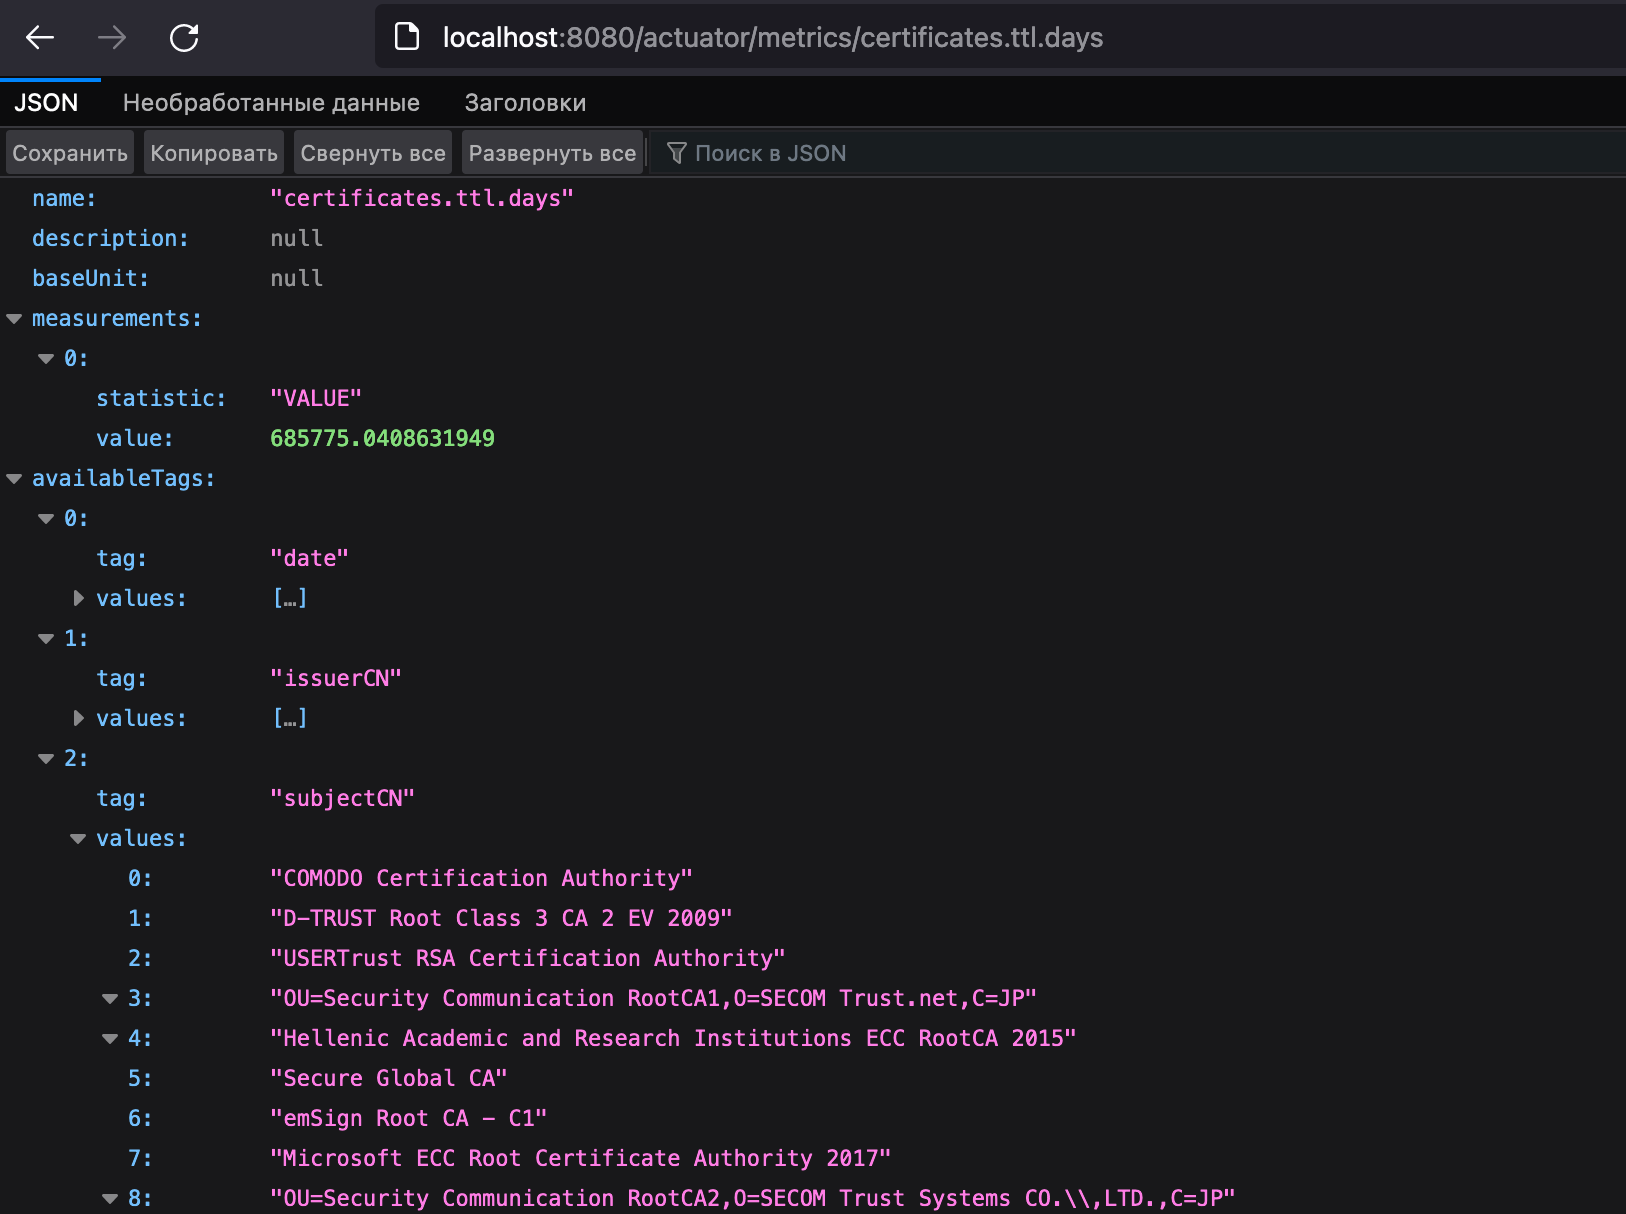 localhost:8080/actuator/metrics/certificates.ttl.days
JSON Необработанные данные Заголовки
Сохранить Копировать Свернуть все Развернуть все Поиск в JSON
name: "certificates.ttl.days"
description: null
baseUnit: null
measurements:
0:
statistic: "VALUE"
value: 685775.0408631949
availableTags:
0:
tag: "date"
values: […]
1:
tag: "issuerCN"
values: […]
2:
tag: "subjectCN"
values:
0: "COMODO Certification Authority"
1: "D-TRUST Root Class 3 CA 2 EV 2009"
2: "USERTrust RSA Certification Authority"
3: "OU=Security Communication RootCA1,O=SECOM Trust.net,C=JP"
4: "Hellenic Academic and Research Institutions ECC RootCA 2015"
5: "Secure Global CA"
6: "emSign Root CA - C1"
7: "Microsoft ECC Root Certificate Authority 2017"
8: "OU=Security Communication RootCA2,O=SECOM Trust Systems CO.\\,LTD.,C=JP"